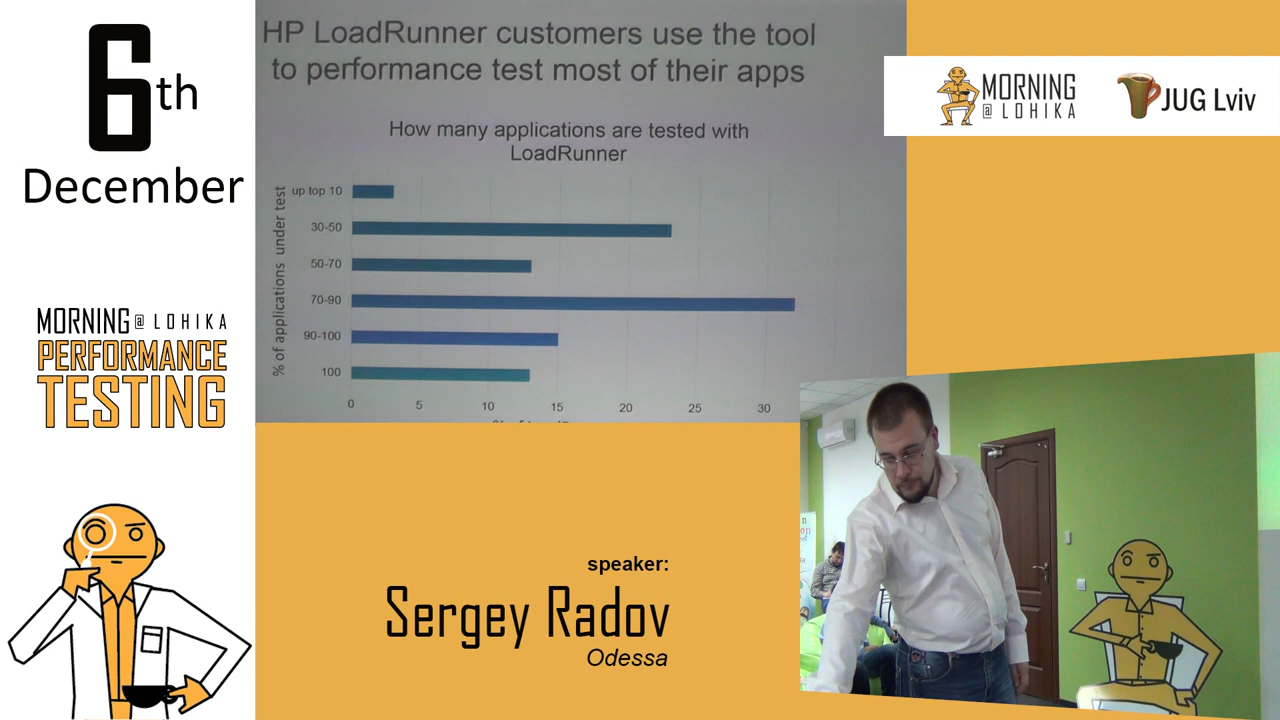 6th
December
MORNING @ LOHIKA
PERFORMANCE
TESTING
HP LoadRunner customers use the tool
to performance test most of their apps
How many applications are tested with
LoadRunner
% of applications under test
up top 10
30-50
50-70
70-90
90-100
100
0 5 10 15 20 25 30
MORNING
@ LOHIKA
JUG Lviv
speaker:
Sergey Radov
Odessa